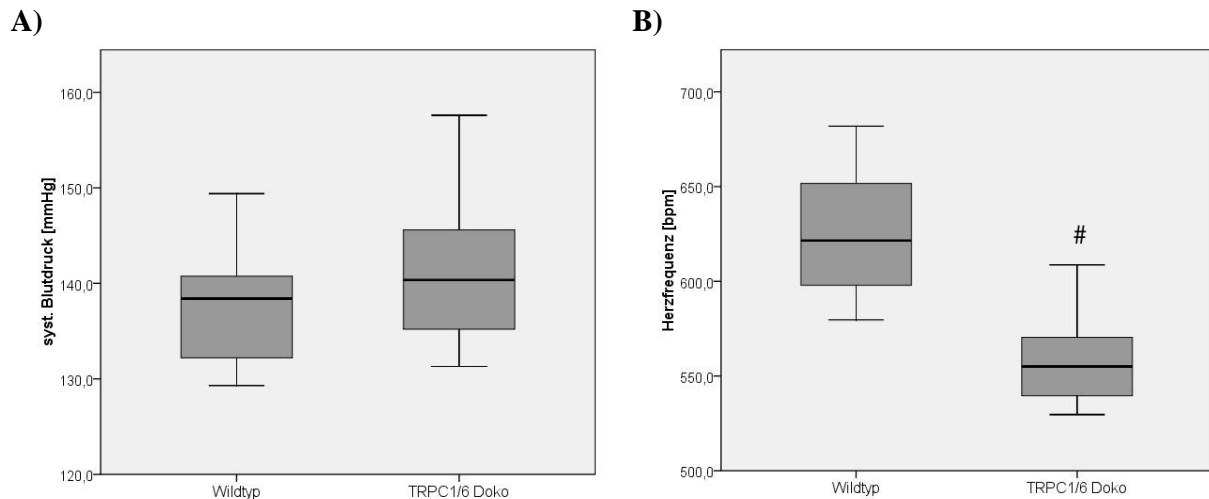 A)
syst. Blutdruck [mmHg]
160,0
150,0
140,0
130,0
120,0
Wildtyp TRPC1/6 Doko
B)
Herzfrequenz [bpm]
700,0
650,0
600,0
550,0
500,0
#
Wildtyp TRPC1/6 Doko